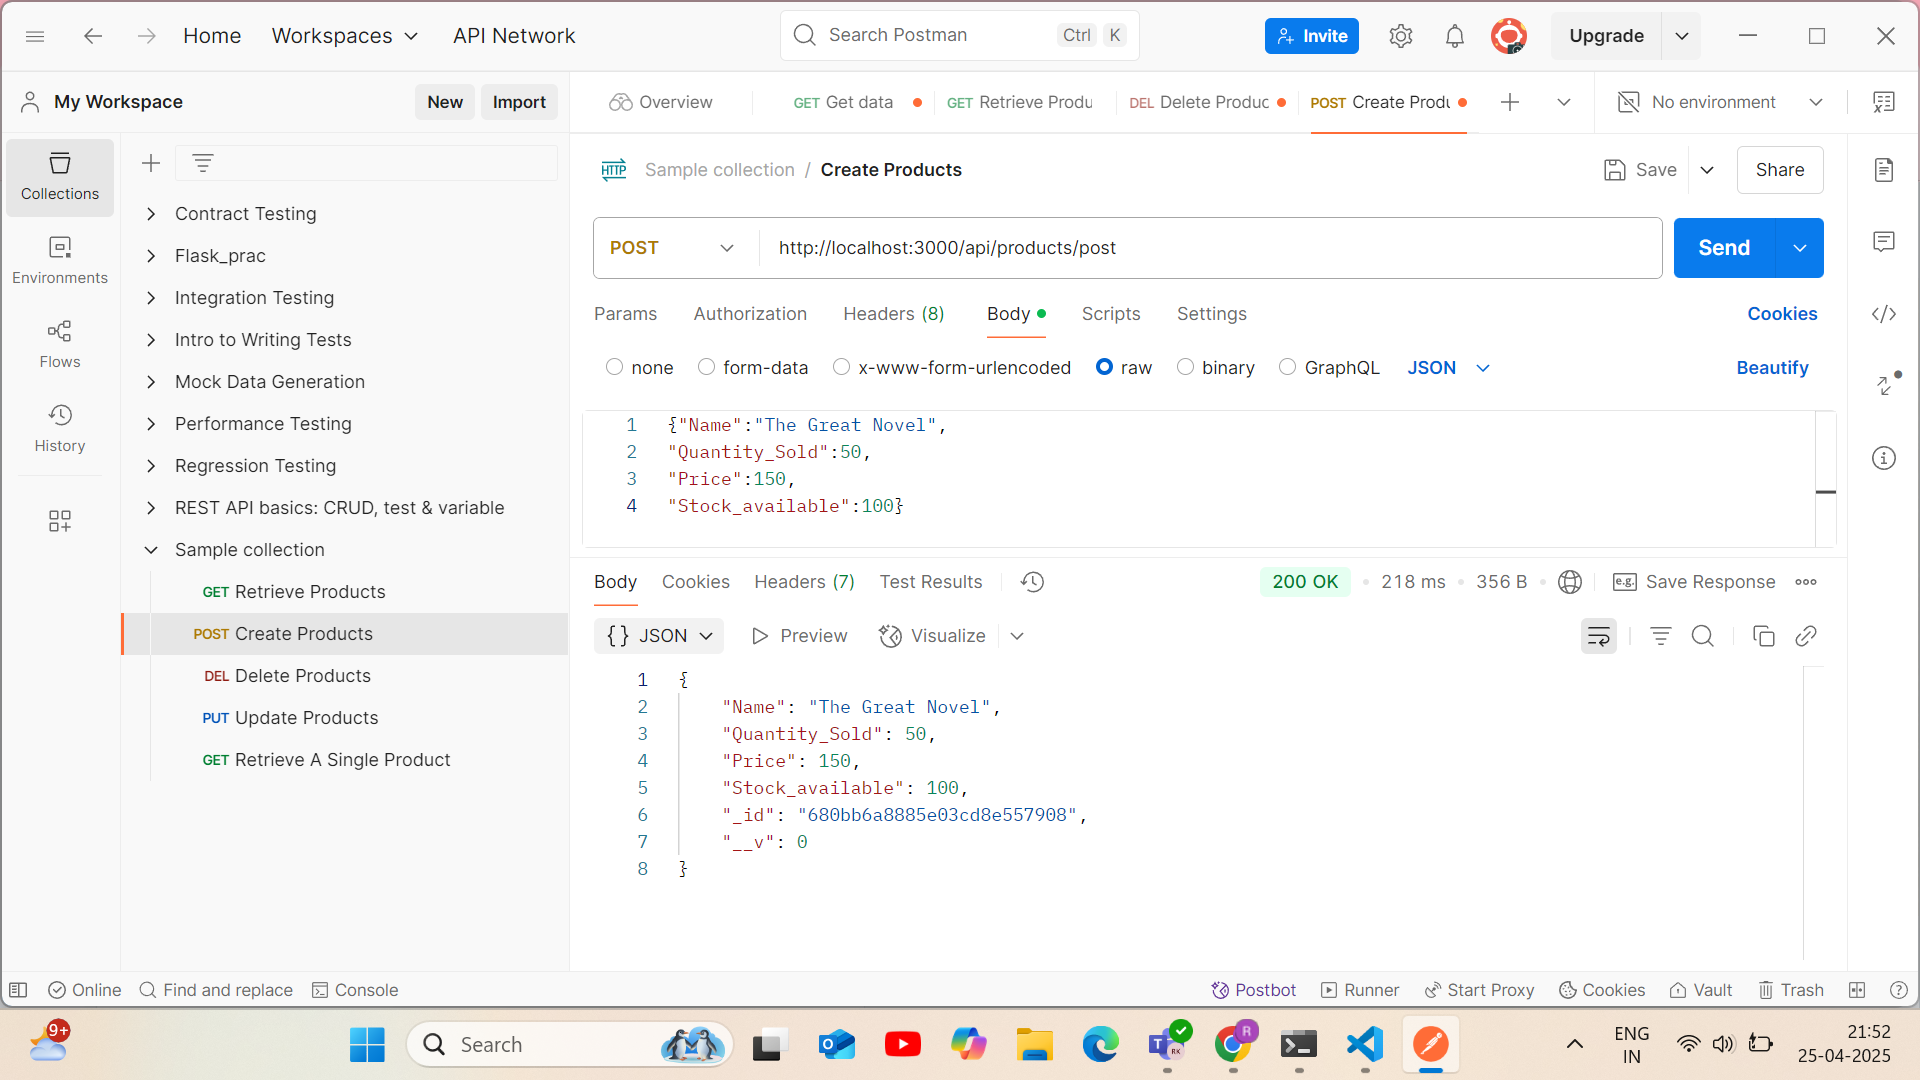 Home Workspaces API Network
Search Postman Ctrl K
Invite
Upgrade
My Workspace New Import
Overview GET Get data GET Retrieve Produ DEL Delete Produc POST Create Produ No environment
Collections
Environments
Flows
History
Contract Testing
Flask_prac
Integration Testing
Intro to Writing Tests
Mock Data Generation
Performance Testing
Regression Testing
REST API basics: CRUD, test & variable
Sample collection
GET Retrieve Products
POST Create Products
DEL Delete Products
PUT Update Products
GET Retrieve A Single Product
HTTP Sample collection / Create Products Save Share
POST http://localhost:3000/api/products/post Send
Params Authorization Headers (8) Body Scripts Settings Cookies
none form-data x-www-form-urlencoded raw binary GraphQL JSON Beautify
1 {"Name":"The Great Novel",
2 "Quantity_Sold":50,
3 "Price":150,
4 "Stock_available":100}
Body Cookies Headers (7) Test Results 200 OK 218 ms 356 B e.g. Save Response
{} JSON Preview Visualize
1 {
2 "Name": "The Great Novel",
3 "Quantity_Sold": 50,
4 "Price": 150,
5 "Stock_available": 100,
6 "_id": "680bb6a8885e03cd8e557908",
7 "__v": 0
8 }
Online Find and replace Console Postbot Runner Start Proxy Cookies Vault Trash
9+
Search
RK
R
ENG
IN
21:52
25-04-2025